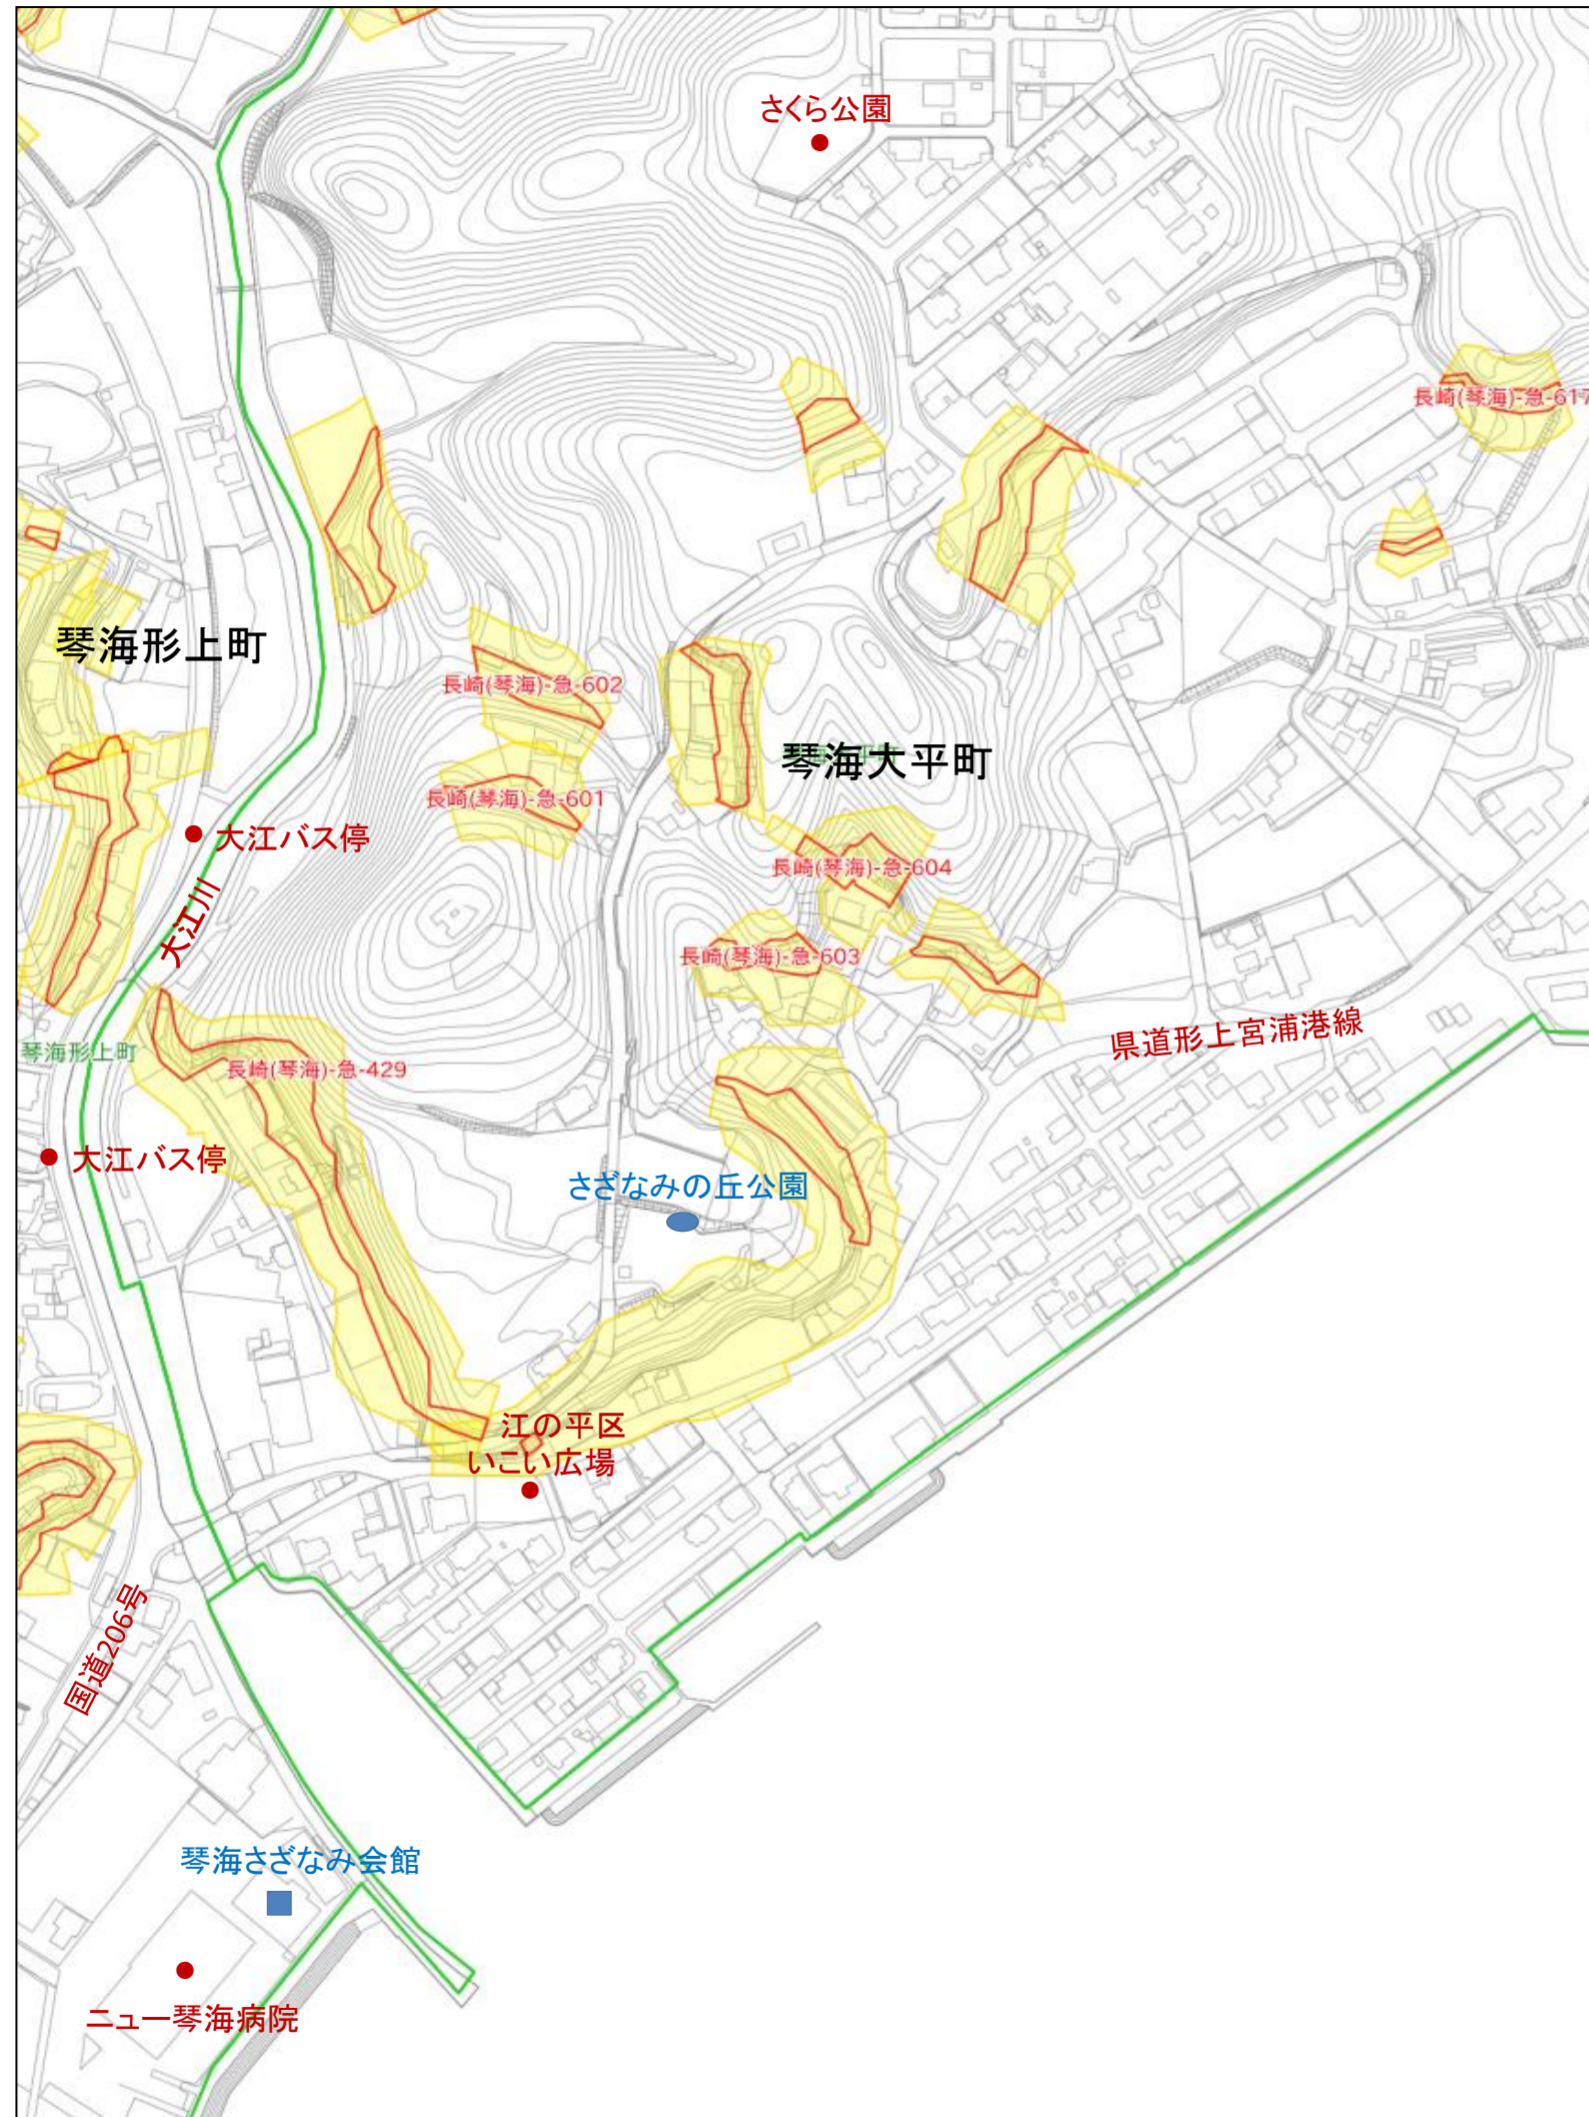 さくら公園
長崎(琴海)-急-617
琴海形上町
長崎(琴海)-急-602
琴海大平町
長崎(琴海)-急-601
大江バス停
長崎(琴海)-急-604
大江川
長崎(琴海)-急-603
県道形上宮浦港線
琴海形上町
長崎(琴海)-急-429
大江バス停
さざなみの丘公園
江の平区
いこい広場
国道206号
琴海さざなみ会館
ニュー琴海病院